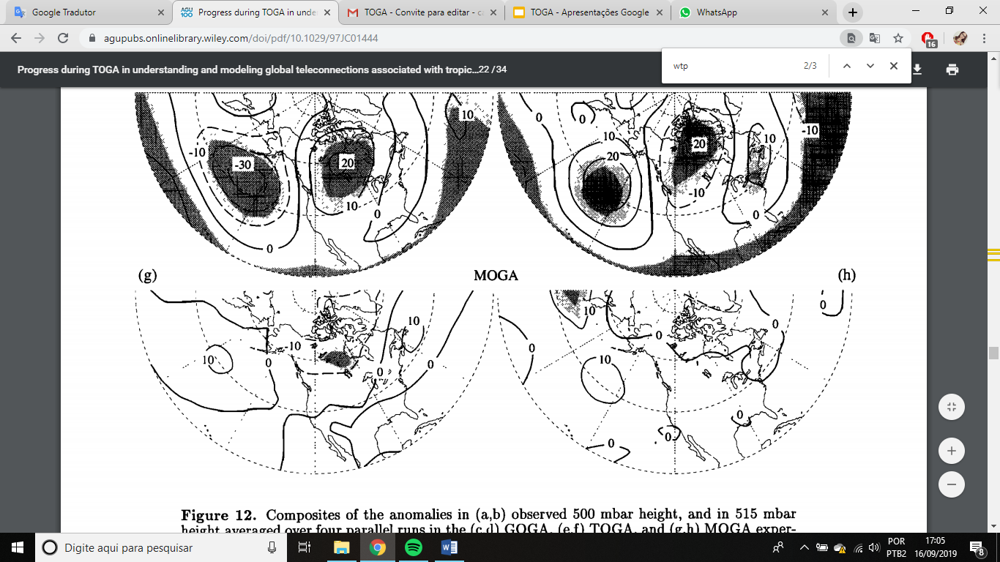 Google Tradutor
AGU 100 Progress during TOGA in unde
TOGA - Convite para editar - ca
TOGA - Apresentações Google
WhatsApp
agupubs.onlinelibrary.wiley.com/doi/pdf/10.1029/97JC01444
16
Progress during TOGA in understanding and modeling global teleconnections associated with tropic...22 / 34
wtp 2/3
10 0 0 -10
-10 10 10
-30 20 20 20
10 0 -10 0
0
(g) MOGA (h)
10 10 0 0
-10 0 0
10 0 0 0 10
0 0 0
Figure 12. Composites of the anomalies in (a,b) observed 500 mbar height, and in 515 mbar
height averaged over four parallel runs in the (c,d) GOGA, (e,f) TOGA, and (g,h) MOGA exper-
Digite aqui para pesquisar
POR
PTB2
17:05
16/09/2019
8